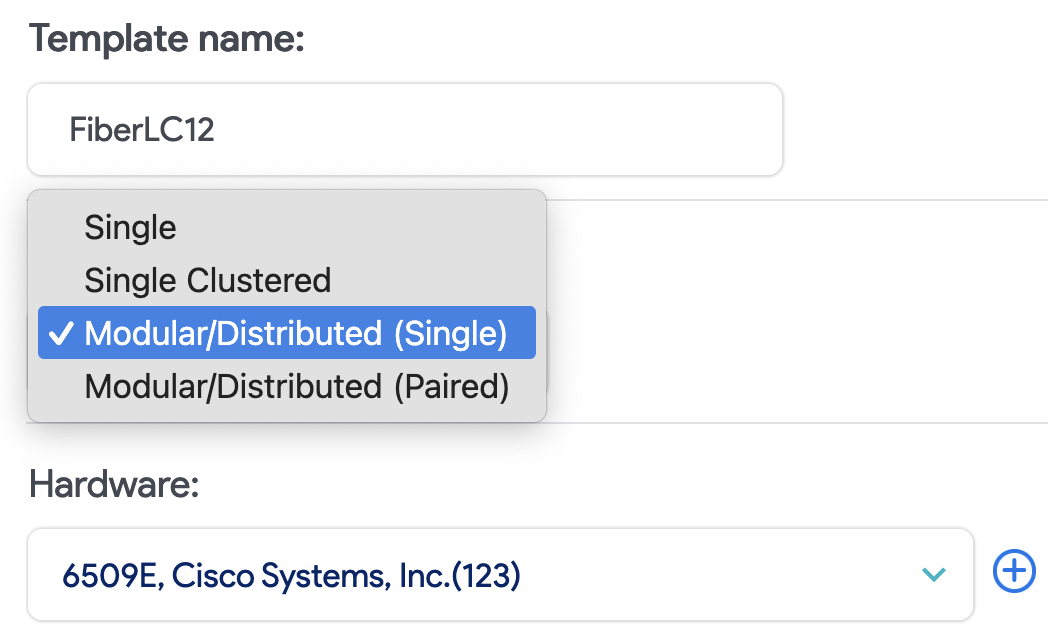 Template name:
FiberLC12
Single
Single Clustered
Modular/Distributed (Single)
Modular/Distributed (Paired)
Hardware:
6509E, Cisco Systems, Inc.(123)